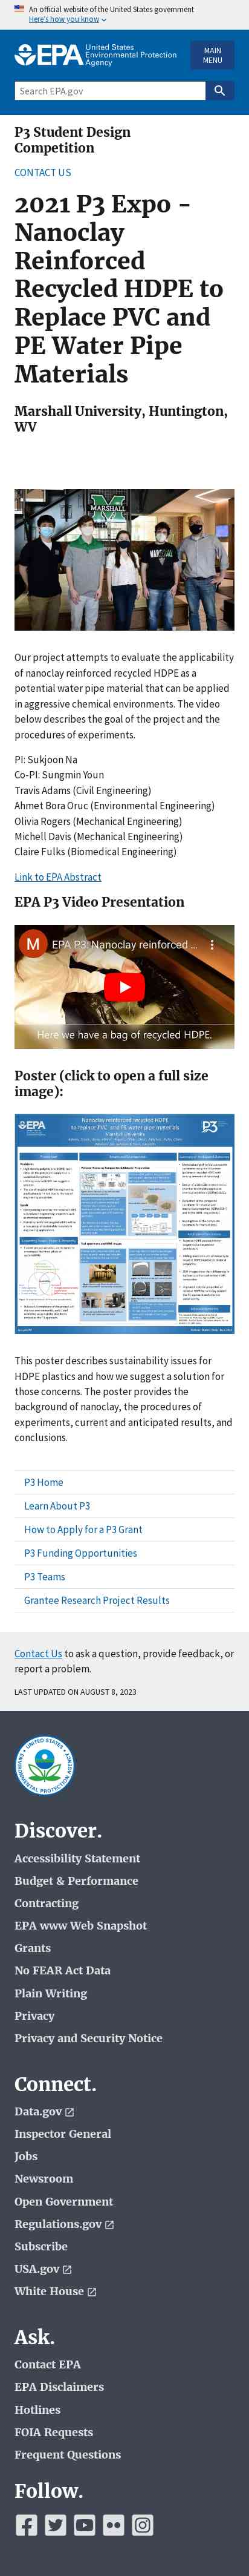 An official website of the United States government
Here's how you know
EPA United States
Environmental Protection
Agency
MAIN
MENU
Search EPA.gov
P3 Student Design
Competition
CONTACT US
2021 P3 Expo -
Nanoclay
Reinforced
Recycled HDPE to
Replace PVC and
PE Water Pipe
Materials
Marshall University, Huntington,
WV
MARSHALL
Our project attempts to evaluate the applicability
of nanoclay reinforced recycled HDPE as a
potential water pipe material that can be applied
in aggressive chemical environments. The video
below describes the goal of the project and the
procedures of experiments.
PI: Sukjoon Na
Co-PI: Sungmin Youn
Travis Adams (Civil Engineering)
Ahmet Bora Oruc (Environmental Engineering)
Olivia Rogers (Mechanical Engineering)
Michell Davis (Mechanical Engineering)
Claire Fulks (Biomedical Engineering)
Link to EPA Abstract
EPA P3 Video Presentation
M EPA P3: Nanoclay reinforced ...
Here we have a bag of recycled HDPE.
Poster (click to open a full size
image):
EPA
Nanoclay reinforced recycled HDPE
to replace PVC and PE water pipe materials
P3
This poster describes sustainability issues for
HDPE plastics and how we suggest a solution for
those concerns. The poster provides the
background of nanoclay, the practicality of the
experiments, current and anticipated results, and
conclusions.
P3 Home
Learn About P3
How to Apply for a P3 Grant
P3 Funding Opportunities
P3 Teams
Grantee Research Project Results
Contact Us to ask a question, provide feedback, or
report a problem.
LAST UPDATED ON AUGUST 8, 2023
UNITED STATES
ENVIRONMENTAL PROTECTION
Discover.
Accessibility Statement
Budget & Performance
Contracting
EPA www Web Snapshot
Grants
No FEAR Act Data
Plain Writing
Privacy
Privacy and Security Notice
Connect.
Data.gov
Inspector General
Jobs
Newsroom
Open Government
Regulations.gov
Subscribe
USA.gov
White House
Ask.
Contact EPA
EPA Disclaimers
Hotlines
FOIA Requests
Frequent Questions
Follow.